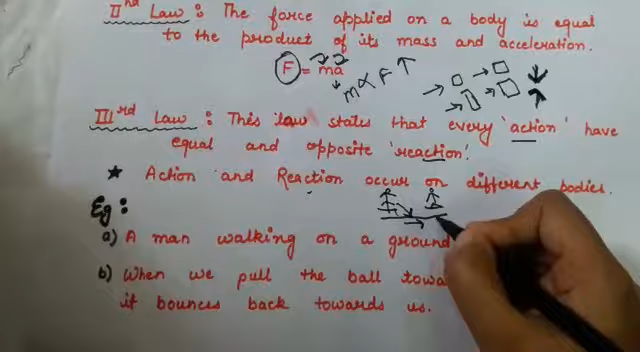 IInd Law : The force applied on a body is equal
to the product of its mass and acceleration.
F = ma
m ∝ F ↑
IIIrd Law : This law states that every 'action' have
equal and opposite 'reaction'.
★ Action and Reaction occur on different bodies.
Eg :
a) A man walking on a ground
b) When we pull the ball
it bounces back towards us.